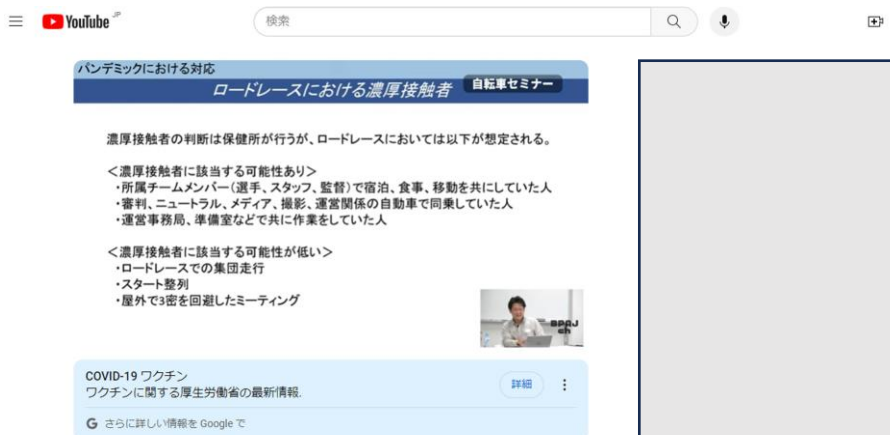 YouTube JP
検索
パンデミックにおける対応
ロードレースにおける濃厚接触者
自転車セミナー
濃厚接触者の判断は保健所が行うが、ロードレースにおいては以下が想定される。
＜濃厚接触者に該当する可能性あり＞
・所属チームメンバー（選手、スタッフ、監督）で宿泊、食事、移動を共にしていた人
・審判、ニュートラル、メディア、撮影、運営関係の自動車で同乗していた人
・運営事務局、準備室などで共に作業をしていた人
＜濃厚接触者に該当する可能性が低い＞
・ロードレースでの集団走行
・スタート整列
・屋外で3密を回避したミーティング
BPAJ
ch
COVID-19 ワクチン
ワクチンに関する厚生労働省の最新情報.
詳細
G さらに詳しい情報を Google で